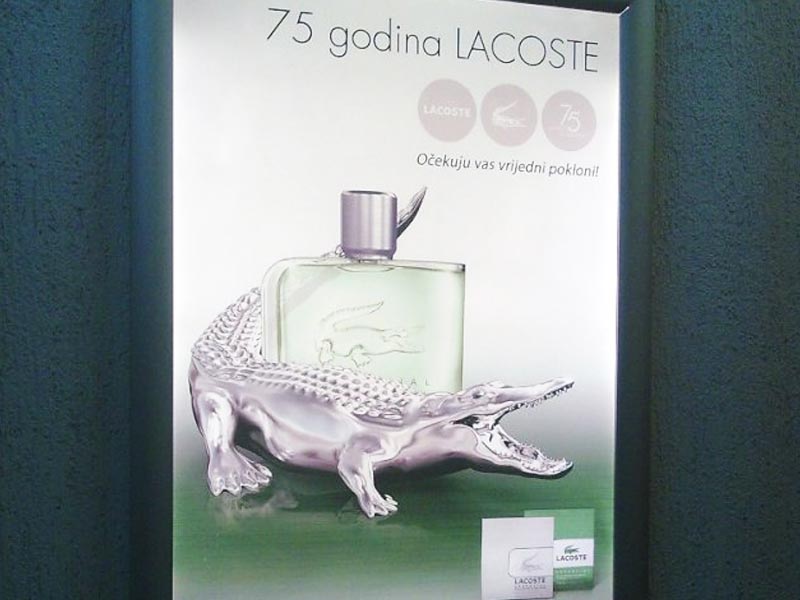 75 godina LACOSTE
LACOSTE
75
Očekuju vas vrijedni pokloni!
LACOSTE
LACOSTE